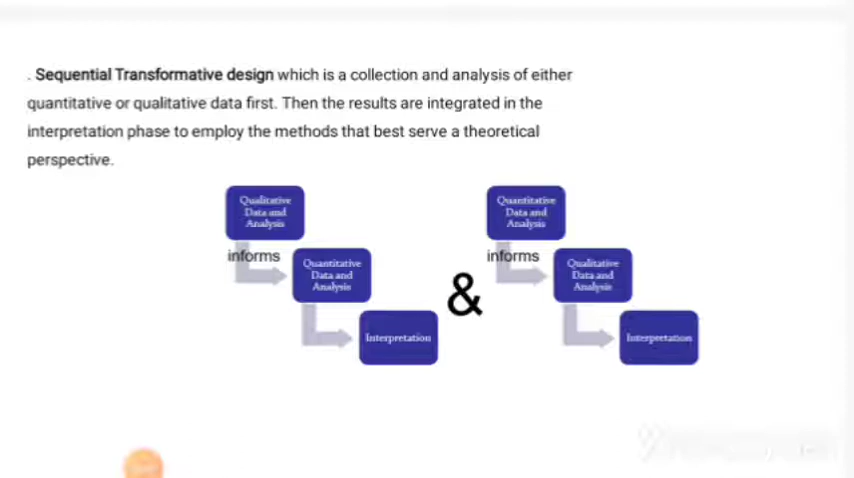 . Sequential Transformative design which is a collection and analysis of either
quantitative or qualitative data first. Then the results are integrated in the
interpretation phase to employ the methods that best serve a theoretical
perspective.
Qualitative
Data and
Analysis
informs
Quantitative
Data and
Analysis
Interpretation
&
Quantitative
Data and
Analysis
informs
Qualitative
Data and
Analysis
Interpretation